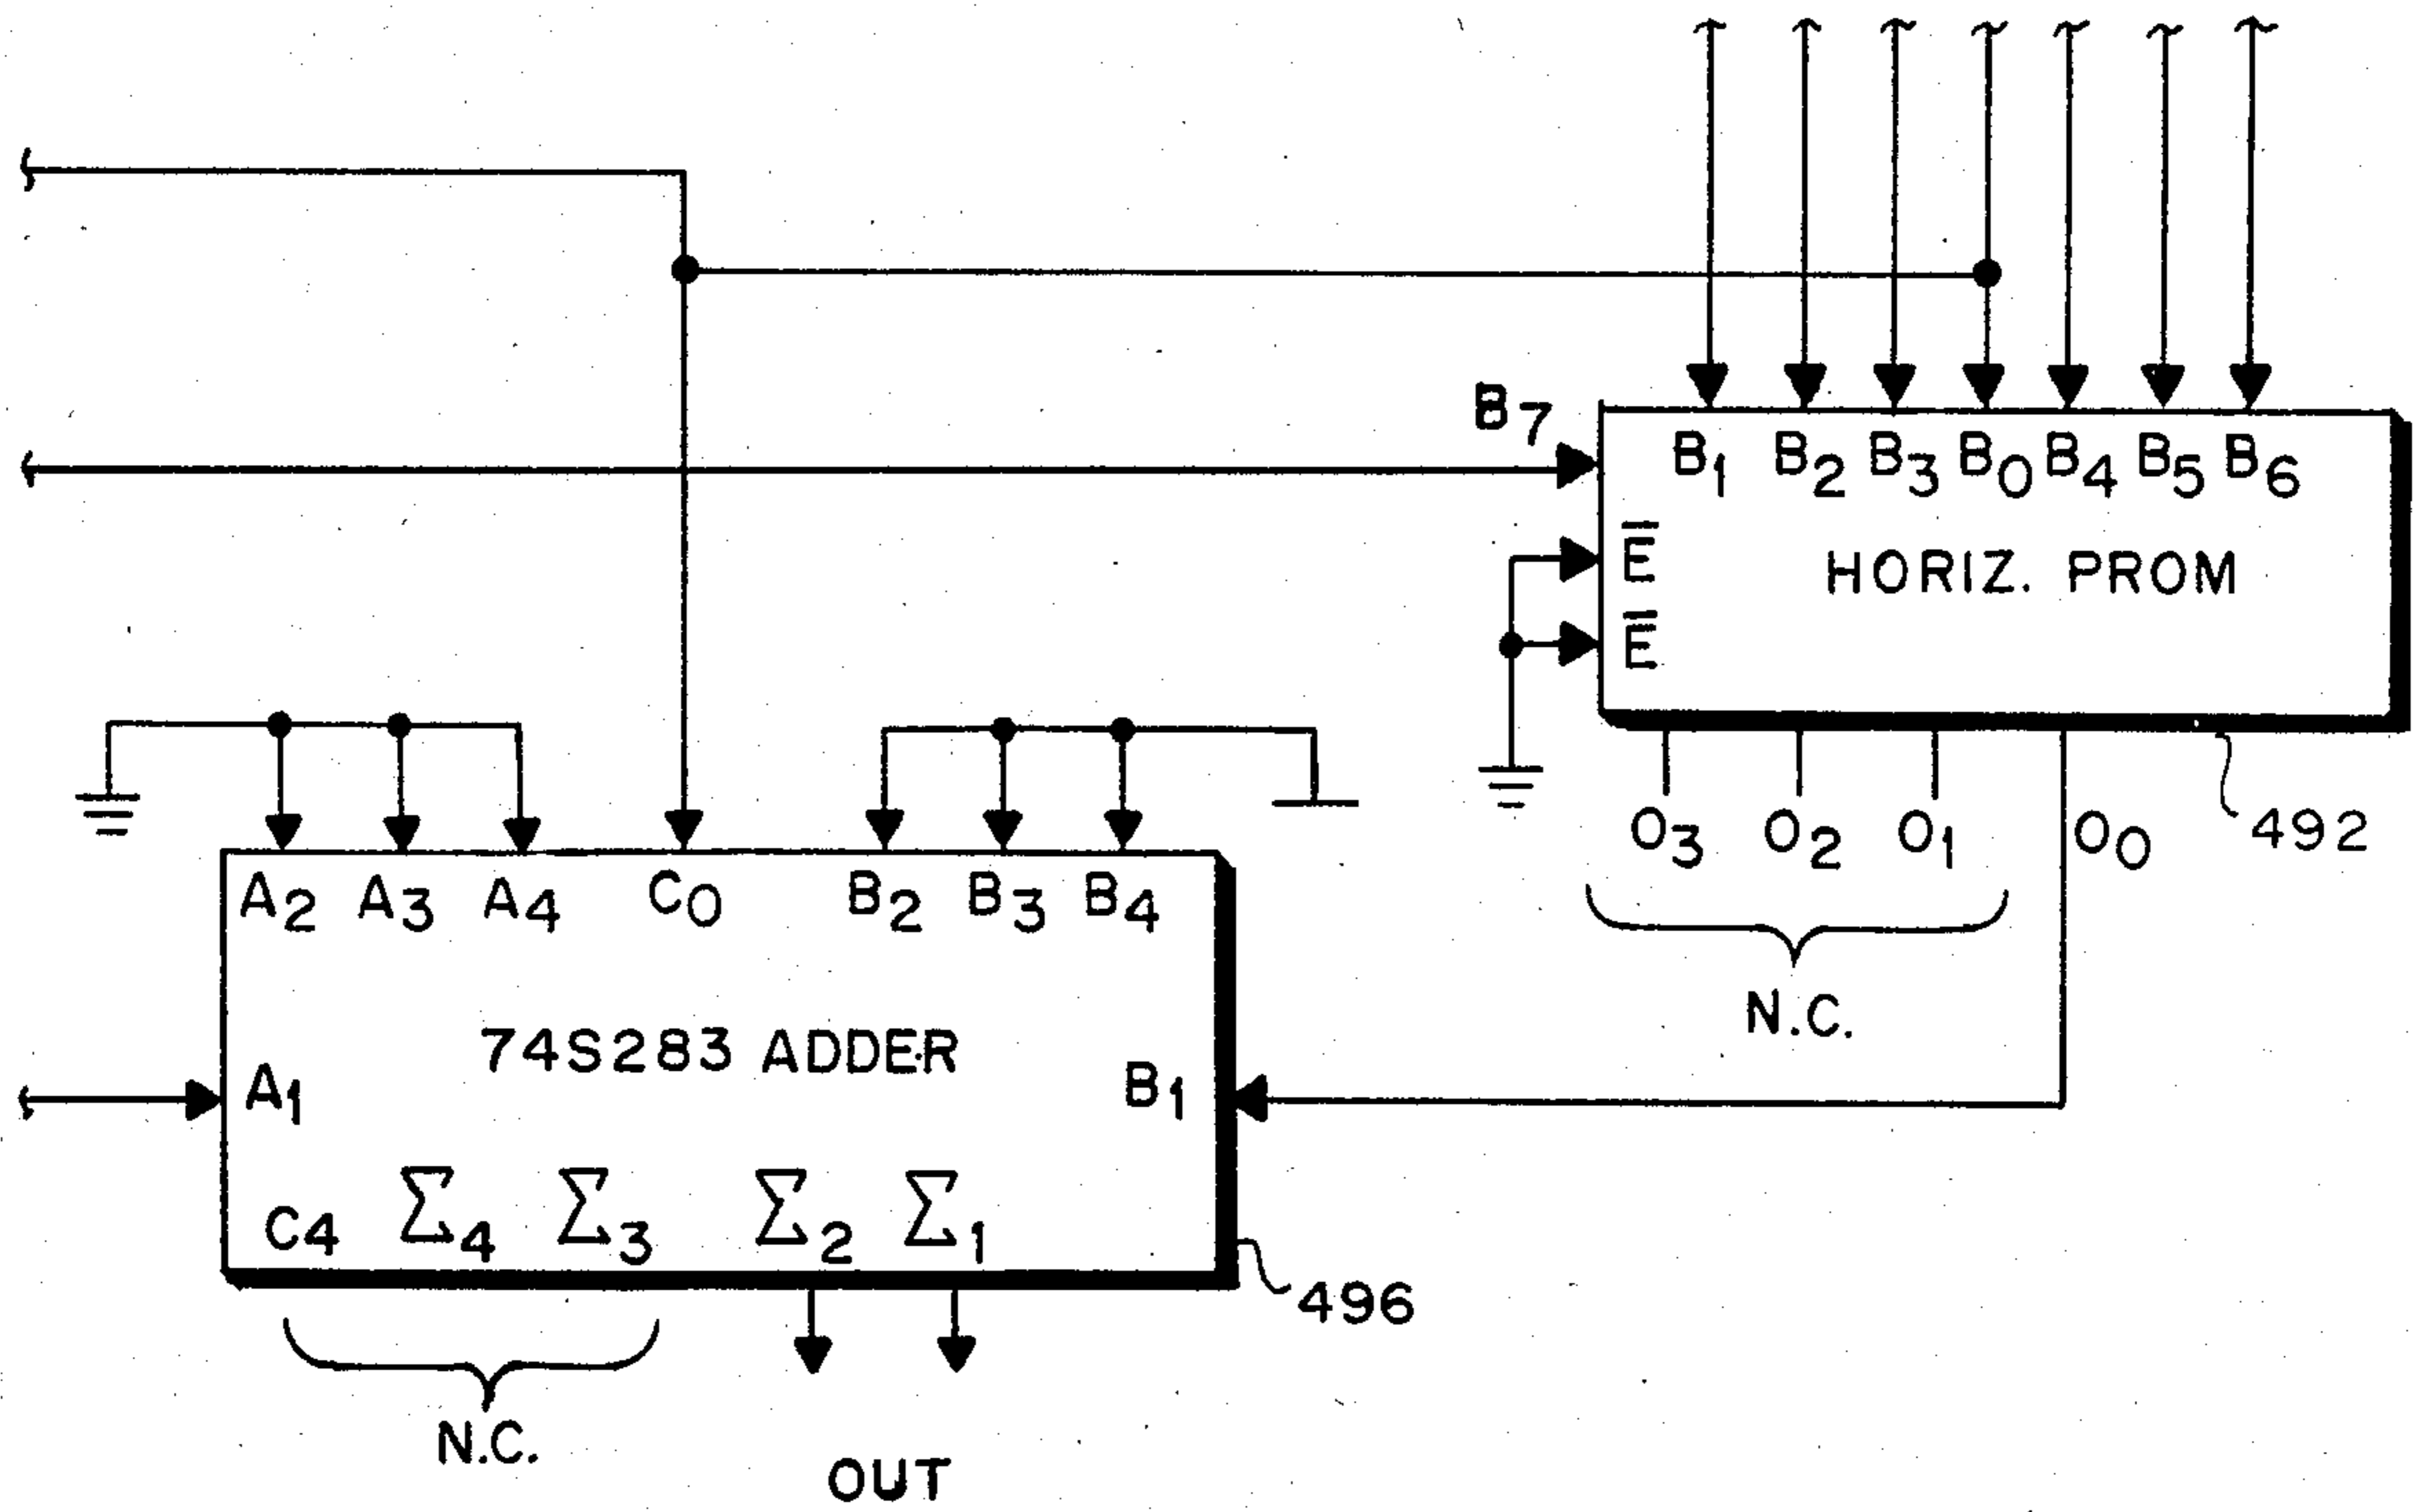 B7
B1 B2 B3 B0 B4 B5 B6
E̅
HORIZ. PROM
E̅
O3 O2 O1 O0
492
N.C.
A2 A3 A4 C0 B2 B3 B4
74S283 ADDER
A1
B1
C4 Σ4 Σ3 Σ2 Σ1
496
N.C.
OUT